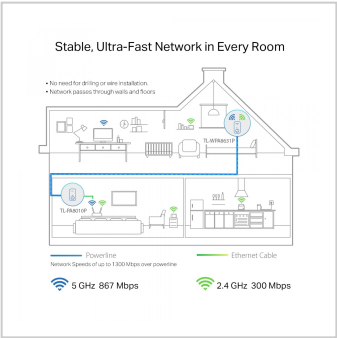 Stable, Ultra-Fast Network in Every Room
• No need for drilling or wire installation.
• Network passes through walls and floors
TL-WPA8631P
TL-PA8010P
Powerline
Ethernet Cable
Network Speeds of up to 1300 Mbps over powerline
5 GHz 867 Mbps
2.4 GHz 300 Mbps